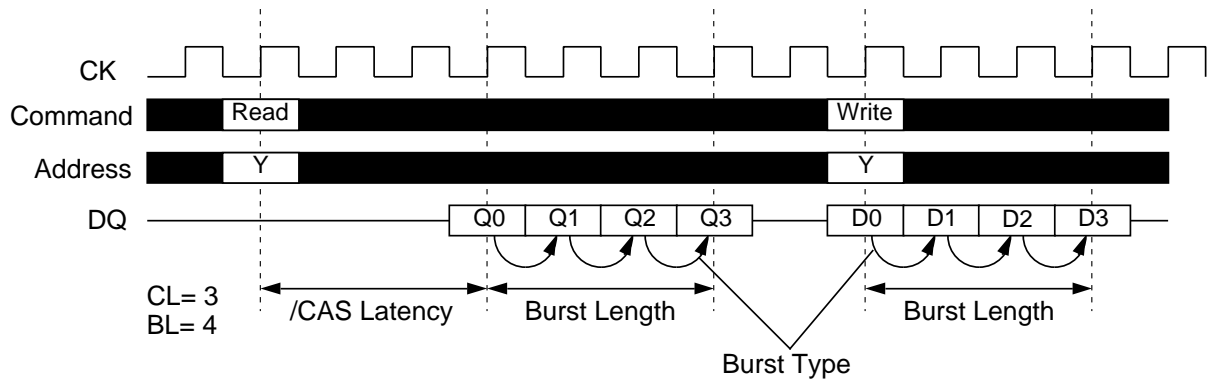 CK
Command Read Write
Address Y Y
DQ Q0 Q1 Q2 Q3 D0 D1 D2 D3
CL= 3 /CAS Latency Burst Length Burst Length
BL= 4
Burst Type